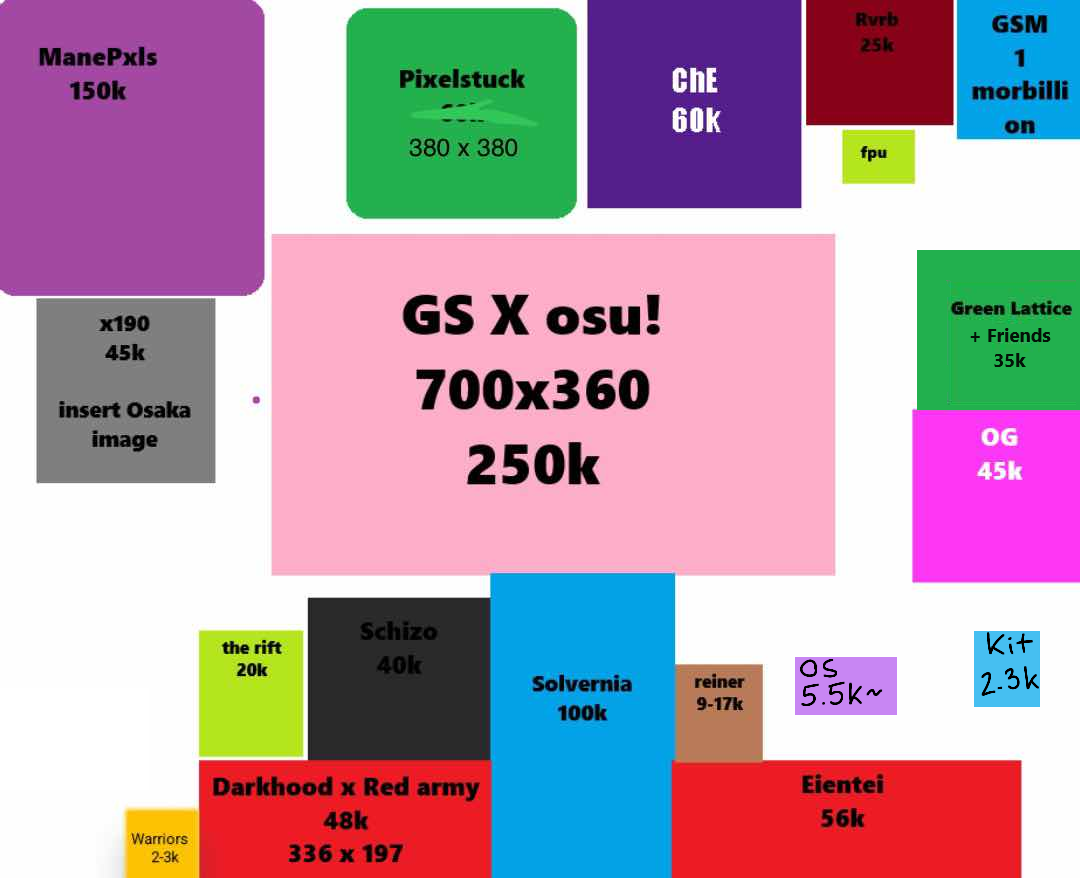 ManePxls
150k
Pixelstuck
380 x 380
ChE
60k
Rvrb
25k
GSM
1
morbilli
on
fpu
GS X osu!
700x360
250k
x190
45k
insert Osaka
image
Green Lattice
+ Friends
35k
OG
45k
the rift
20k
Schizo
40k
Solvernia
100k
reiner
9-17k
OS
5.5k~
Kit
2.3k
Darkhood x Red army
48k
336 x 197
Eientei
56k
Warriors
2-3k